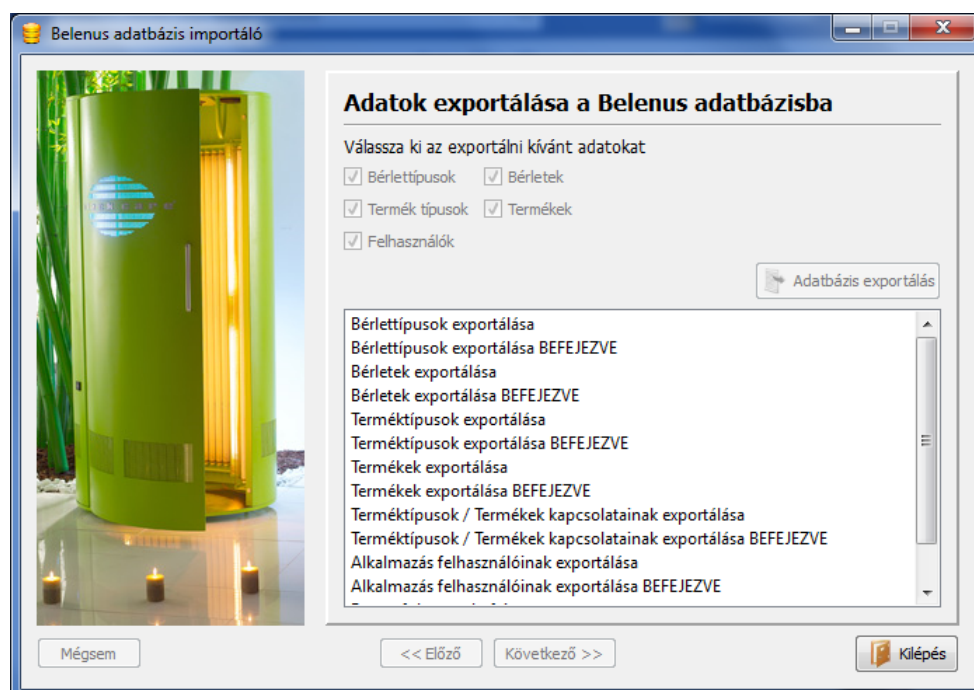 Belenus adatbázis importáló
Adatok exportálása a Belenus adatbázisba
Válassza ki az exportálni kívánt adatokat
Bérlettípusok Bérletek
Termék típusok Termékek
Felhasználók
Adatbázis exportálás
Bérlettípusok exportálása
Bérlettípusok exportálása BEFEJEZVE
Bérletek exportálása
Bérletek exportálása BEFEJEZVE
Terméktípusok exportálása
Terméktípusok exportálása BEFEJEZVE
Termékek exportálása
Termékek exportálása BEFEJEZVE
Terméktípusok / Termékek kapcsolatainak exportálása
Terméktípusok / Termékek kapcsolatainak exportálása BEFEJEZVE
Alkalmazás felhasználóinak exportálása
Alkalmazás felhasználóinak exportálása BEFEJEZVE
Mégsem << Előző Következő >> Kilépés